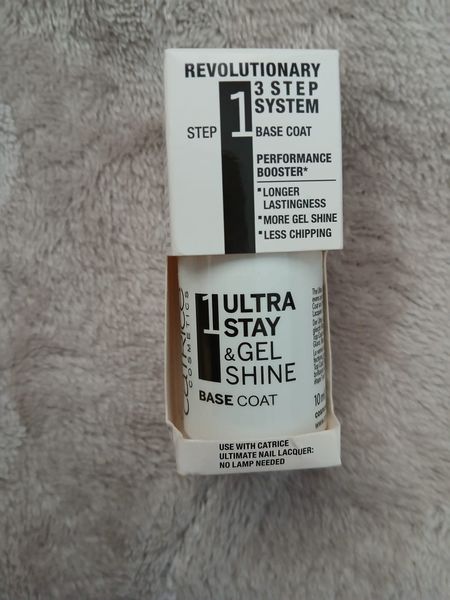 REVOLUTIONARY
3 STEP
SYSTEM
STEP 1 BASE COAT
PERFORMANCE
BOOSTER*
▪LONGER
LASTINGNESS
▪MORE GEL SHINE
▪LESS CHIPPING
CATRICE
COSMETICS
1 ULTRA
STAY
&GEL
SHINE
BASE COAT
USE WITH CATRICE
ULTIMATE NAIL LACQUER:
NO LAMP NEEDED